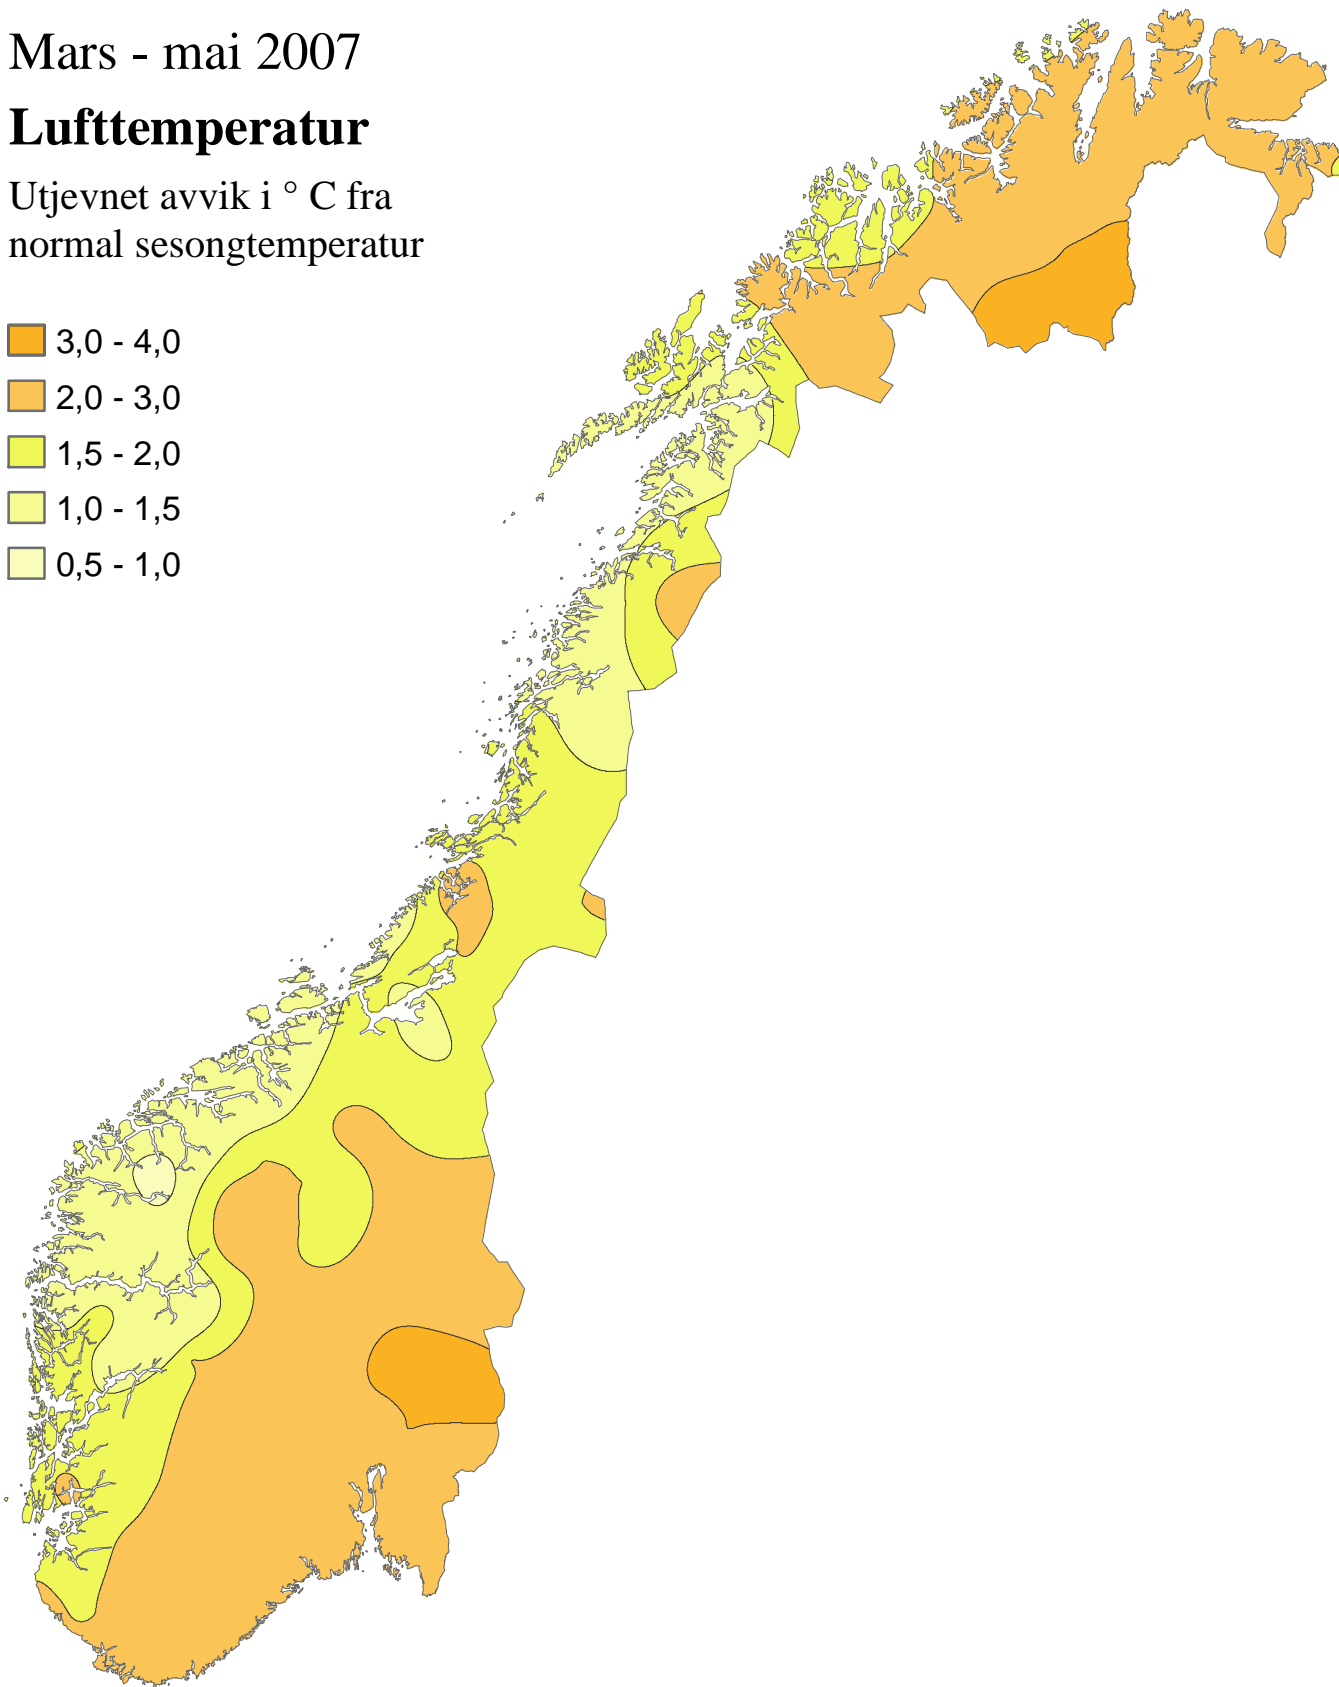 Mars - mai 2007
Lufttemperatur
Utjevnet avvik i ° C fra
normal sesongtemperatur
3,0 - 4,0
2,0 - 3,0
1,5 - 2,0
1,0 - 1,5
0,5 - 1,0